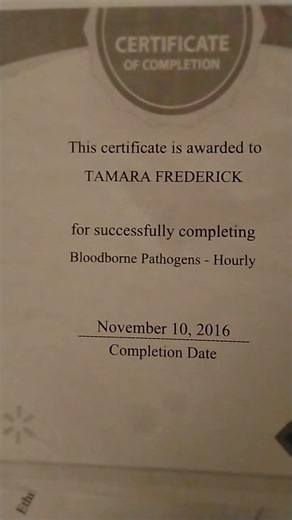 CERTIFICATE
OF COMPLETION
This certificate is awarded to
TAMARA FREDERICK
for successfully completing
Bloodborne Pathogens - Hourly
November 10, 2016
Completion Date